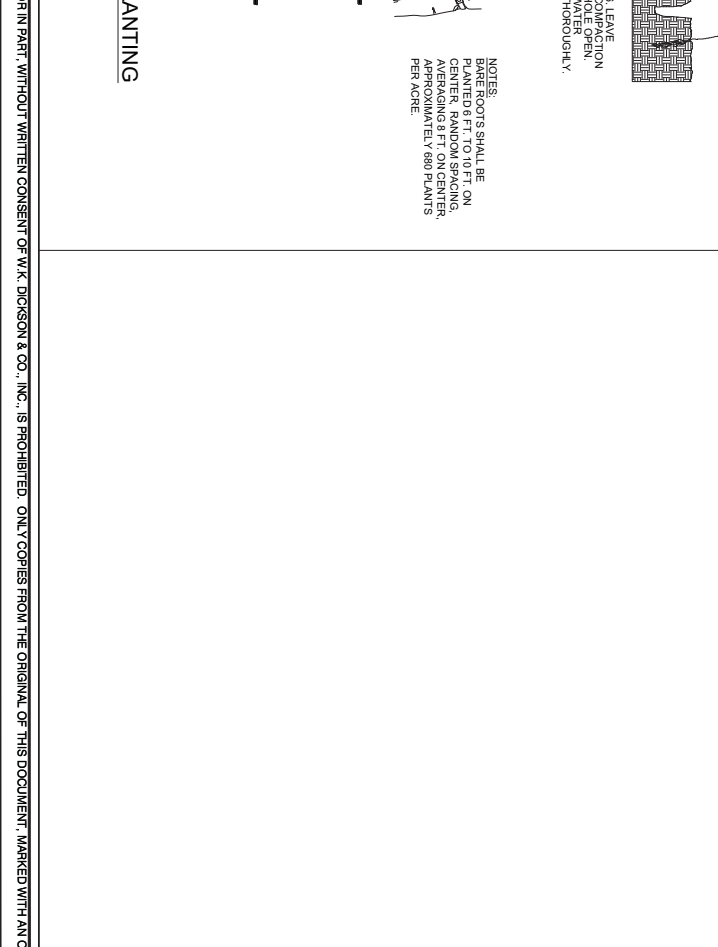 , LEAVE
COMPACTION
HOLE OPEN.
WATER
THOROUGHLY.
NOTES:
BARE ROOTS SHALL BE
PLANTED 6 FT. TO 10 FT. ON
CENTER, RANDOM SPACING,
AVERAGING 8 FT. ON CENTER,
APPROXIMATELY 680 PLANTS
PER ACRE.
ANTING
OR IN PART, WITHOUT WRITTEN CONSENT OF W.K. DICKSON & CO., INC., IS PROHIBITED. ONLY COPIES FROM THE ORIGINAL OF THIS DOCUMENT, MARKED WITH AN O